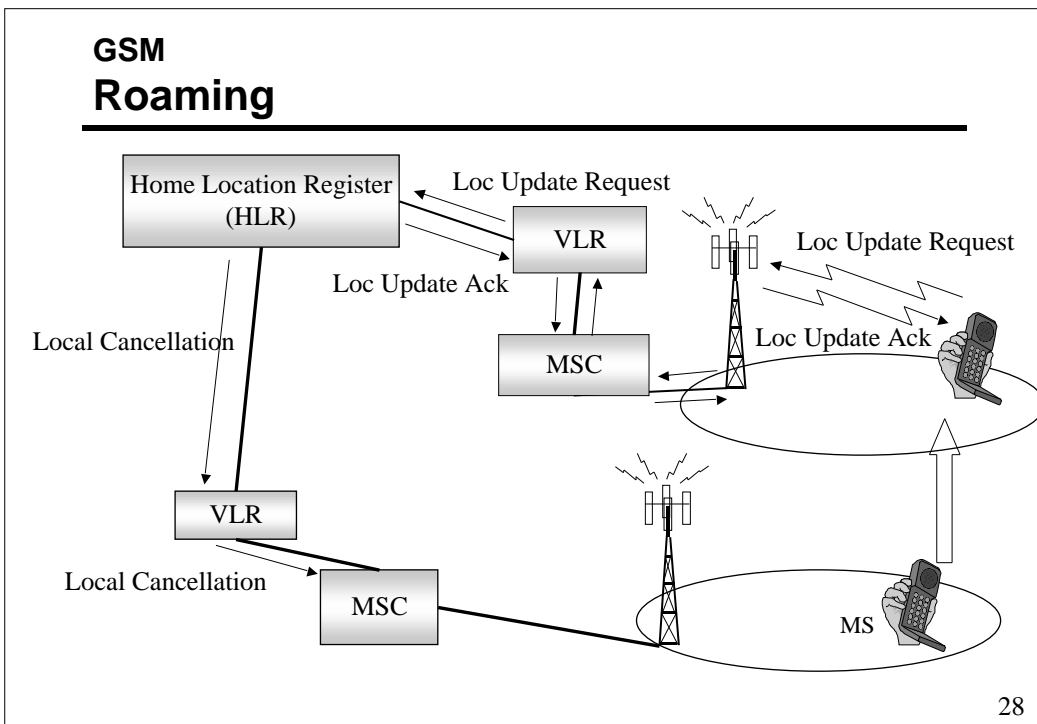 GSM
Roaming
Home Location Register
(HLR)
Loc Update Request
VLR
Loc Update Request
Loc Update Ack
Local Cancellation
MSC
Loc Update Ack
VLR
Local Cancellation
MSC
MS
28